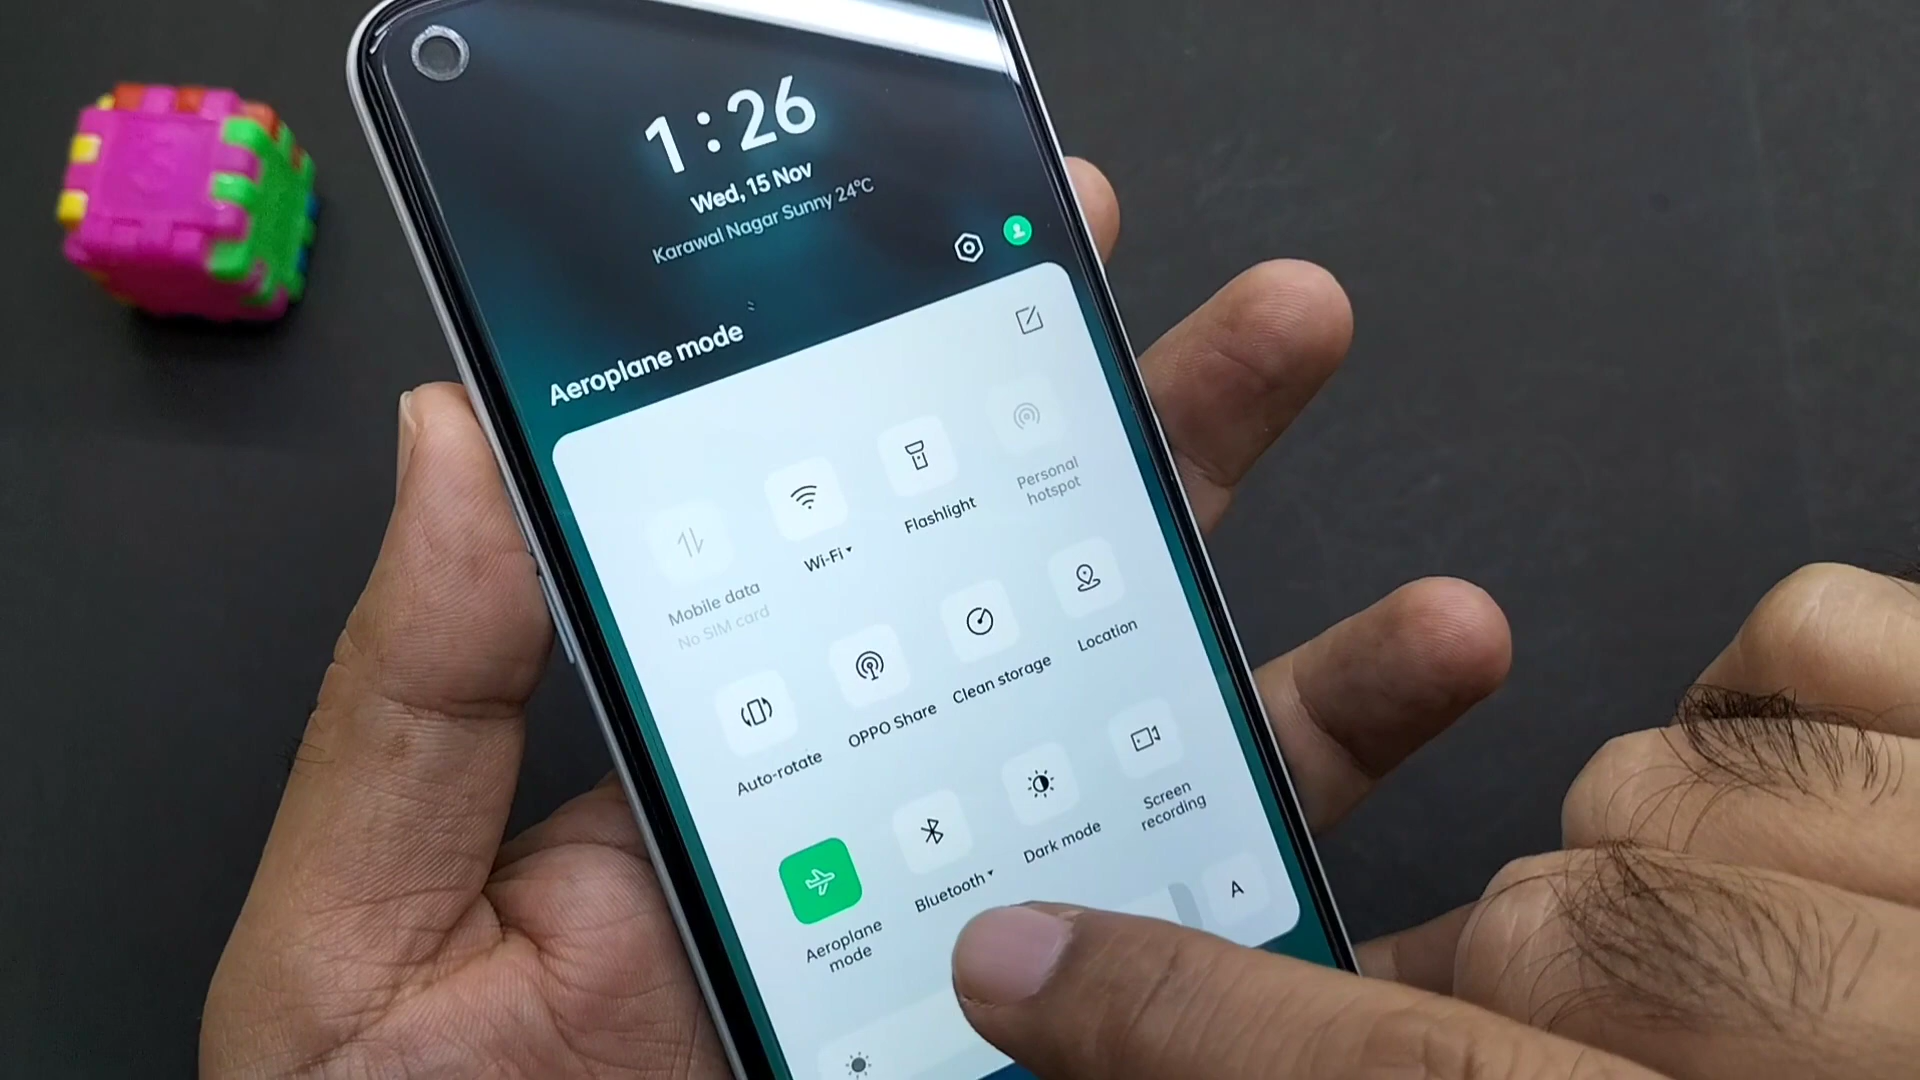 1:26
Wed, 15 Nov
Karawal Nagar Sunny 24°C
Aeroplane mode
Mobile data
No SIM card
Wi-Fi
Flashlight
Personal
hotspot
Auto-rotate
OPPO Share
Clean storage
Location
Aeroplane
mode
Bluetooth
Dark mode
Screen
recording
A